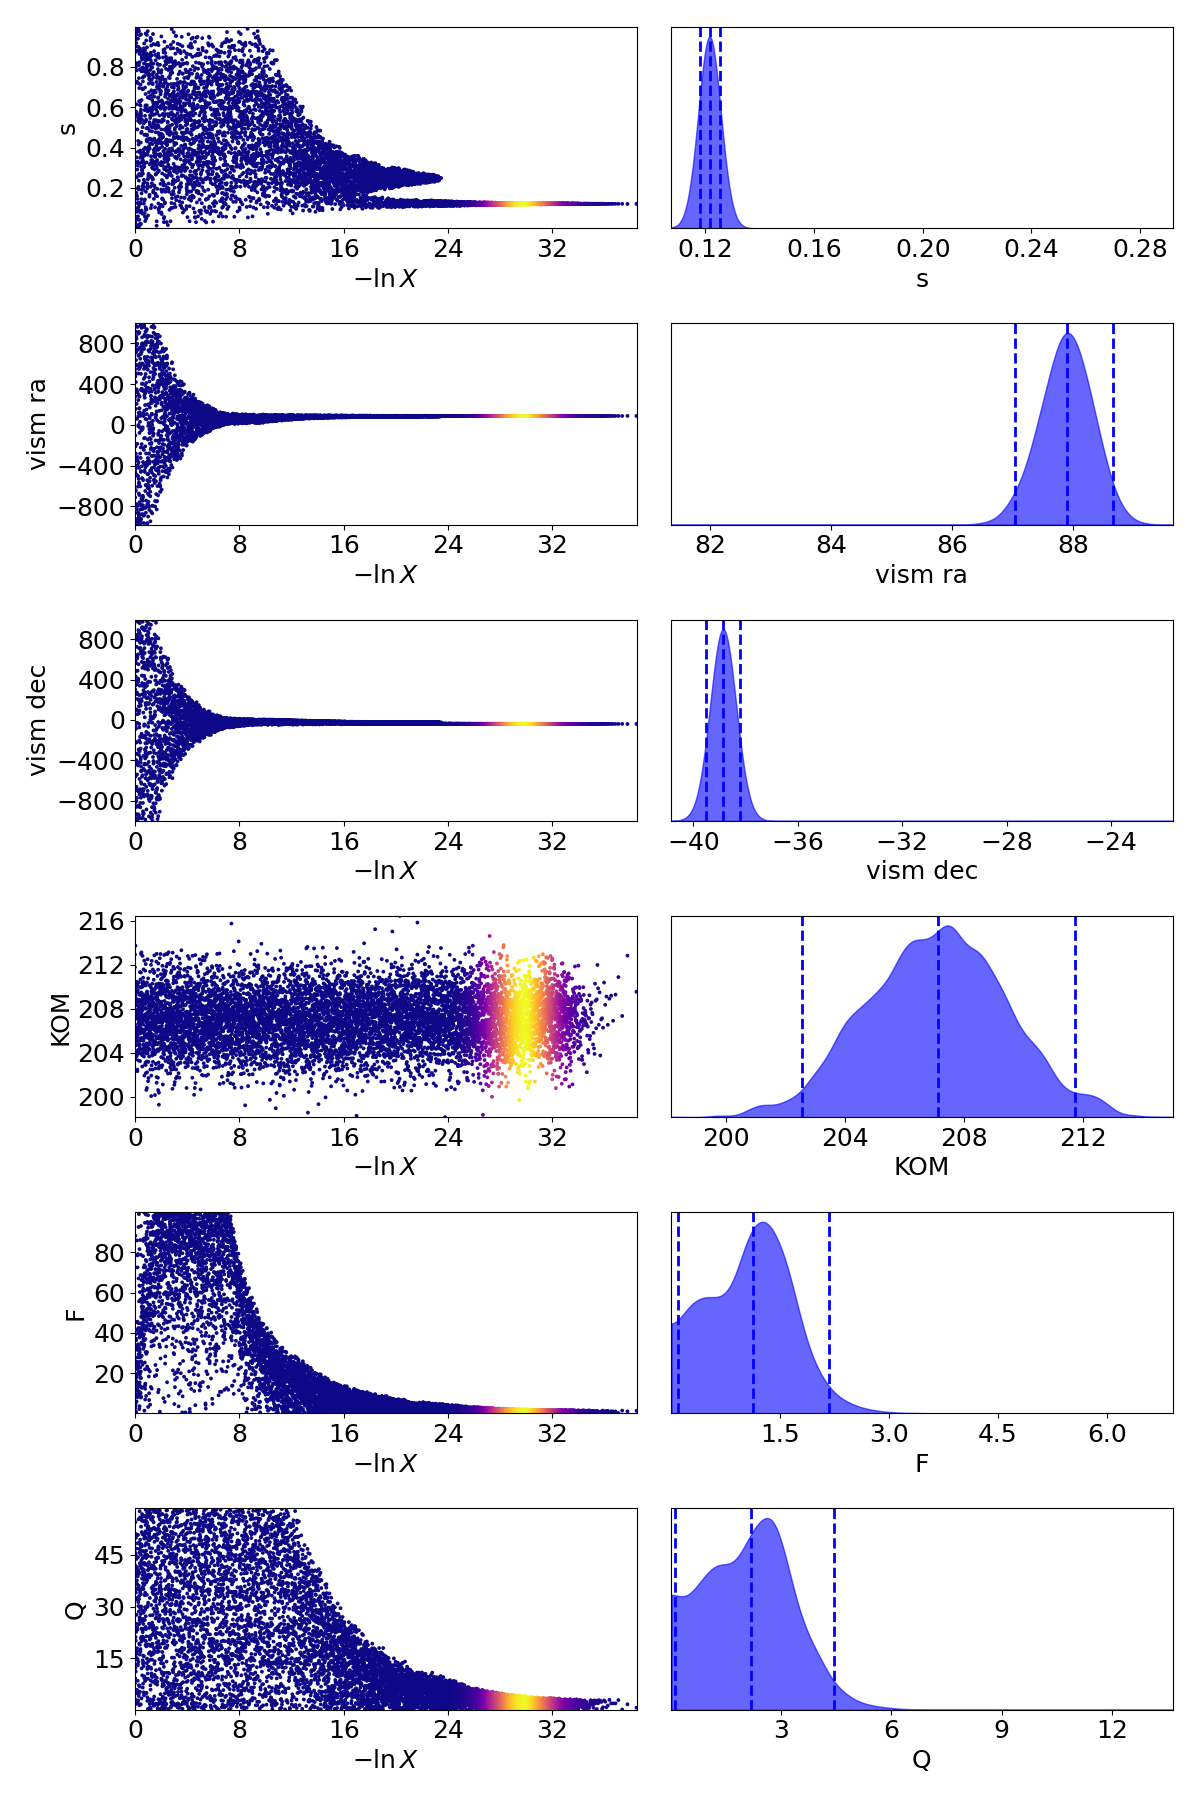 0.8
0.6
0.4
0.2
s
0 8 16 24 32
−ln X
0.12 0.16 0.20 0.24 0.28
s
800
400
0
−400
−800
vism ra
0 8 16 24 32
−ln X
82 84 86 88
vism ra
800
400
0
−400
−800
vism dec
0 8 16 24 32
−ln X
−40 −36 −32 −28 −24
vism dec
216
212
208
204
200
KOM
0 8 16 24 32
−ln X
200 204 208 212
KOM
80
60
40
20
F
0 8 16 24 32
−ln X
1.5 3.0 4.5 6.0
F
45
30
15
Q
0 8 16 24 32
−ln X
3 6 9 12
Q